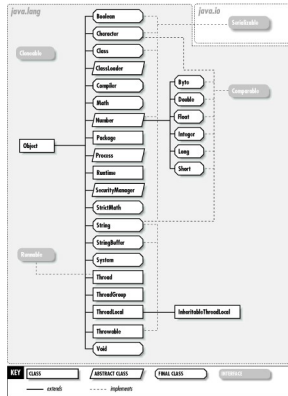 java.lang
java.io
Boolean
Serializable
Character
Cloneable
Class
ClassLoader
Byte
Compiler
Double
Comparable
Math
Float
Number
Integer
Package
Object
Long
Process
Short
Runtime
SecurityManager
StrictMath
String
StringBuffer
Runnable
System
Thread
ThreadGroup
ThreadLocal
InheritableThreadLocal
Throwable
Void
KEY
CLASS
ABSTRACT CLASS
FINAL CLASS
INTERFACE
extends
implements